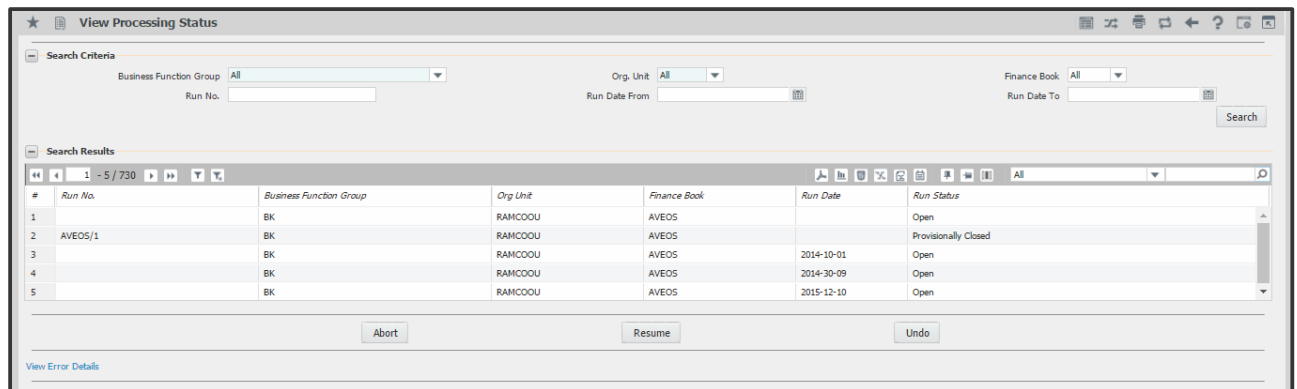 View Processing Status
Search Criteria
Business Function Group All Org. Unit All Finance Book All
Run No. Run Date From Run Date To
Search
Search Results
1 - 5 / 730 All
# Run No. Business Function Group Org Unit Finance Book Run Date Run Status
1 BK RAMCOOU AVEOS Open
2 AVEOS/1 BK RAMCOOU AVEOS Provisionally Closed
3 BK RAMCOOU AVEOS 2014-10-01 Open
4 BK RAMCOOU AVEOS 2014-30-09 Open
5 BK RAMCOOU AVEOS 2015-12-10 Open
Abort Resume Undo
View Error Details